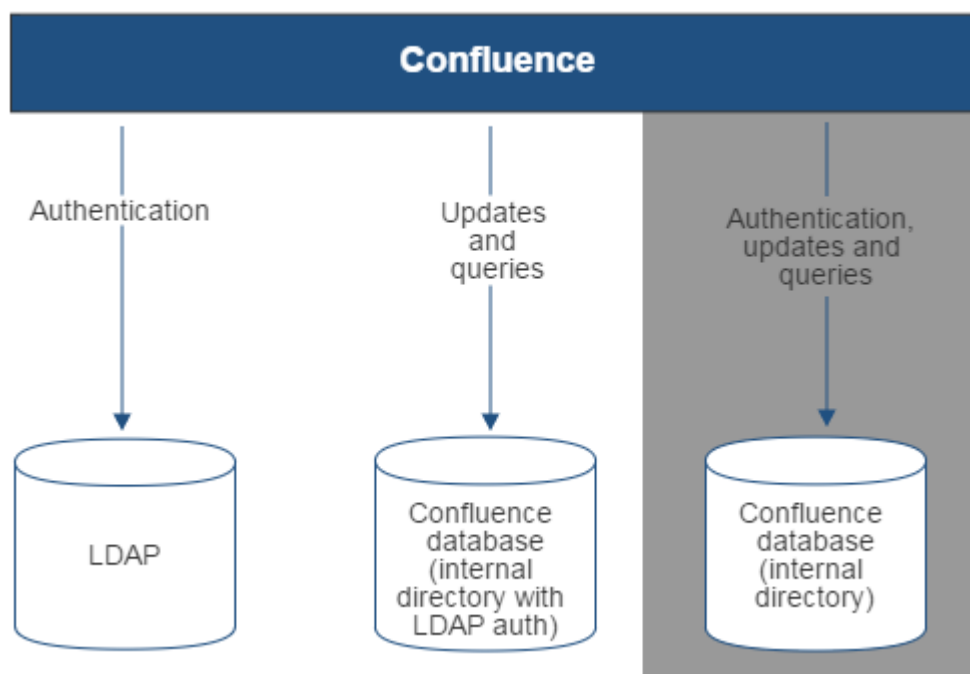 Confluence
Authentication
Updates
and
queries
Authentication,
updates and
queries
LDAP
Confluence
database
(internal
directory with
LDAP auth)
Confluence
database
(internal
directory)